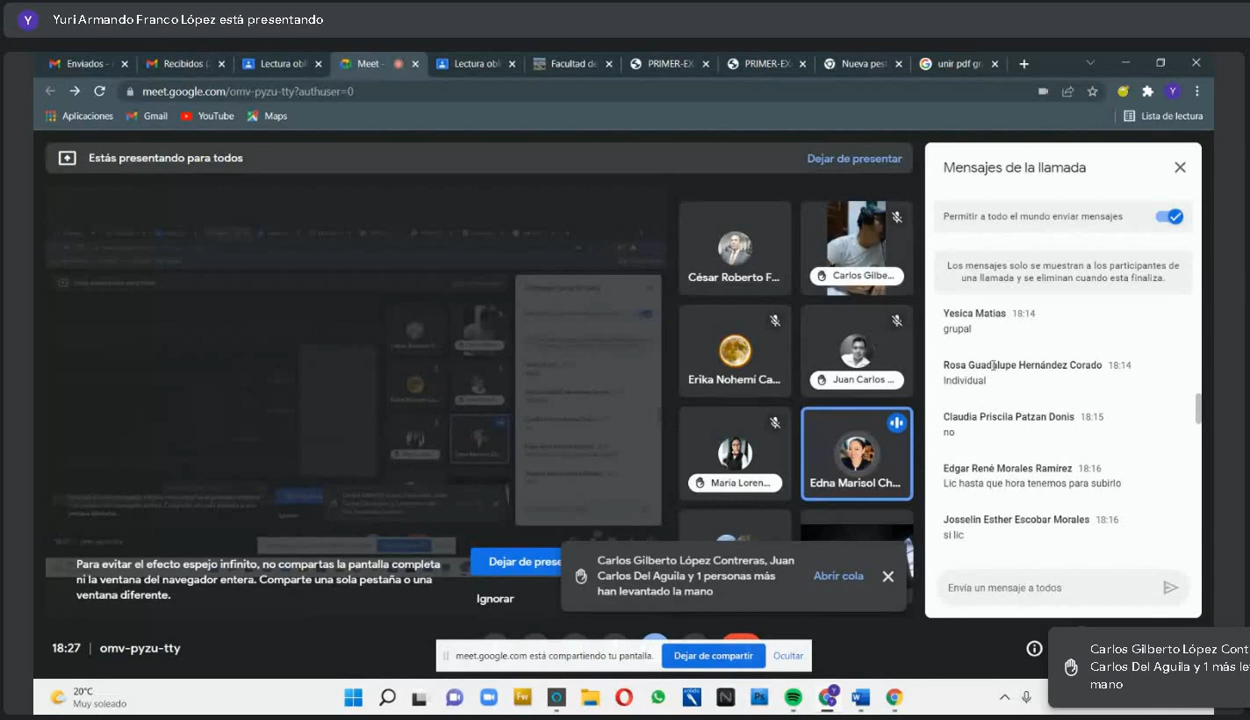 Y
Yuri Armando Franco López está presentando
Enviados -
Recibidos (
Lectura obl
Meet -
Lectura obl
Facultad de
PRIMER-EX
PRIMER-EX
Nueva pes
unir pdf gr
meet.google.com/omv-pyzu-tty?authuser=0
Y
Aplicaciones
Gmail
YouTube
Maps
Lista de lectura
Estás presentando para todos
Dejar de presentar
César Roberto F...
Carlos Gilbe...
Erika Nohemí Ca...
Juan Carlos ...
Maria Loren...
Edna Marisol Ch...
Mensajes de la llamada
Permitir a todo el mundo enviar mensajes
Los mensajes solo se muestran a los participantes de
una llamada y se eliminan cuando esta finaliza.
Yesica Matias 18:14
grupal
Rosa Guadalupe Hernández Corado 18:14
Individual
Claudia Priscila Patzan Donis 18:15
no
Edgar René Morales Ramírez 18:16
Lic hasta que hora tenemos para subirlo
Josselin Esther Escobar Morales 18:16
si lic
Envía un mensaje a todos
Para evitar el efecto espejo infinito, no compartas la pantalla completa
ni la ventana del navegador entera. Comparte una sola pestaña o una
ventana diferente.
Dejar de prese
Ignorar
Carlos Gilberto López Contreras, Juan
Carlos Del Aguila y 1 personas más
han levantado la mano
Abrir cola
18:27 | omv-pyzu-tty
meet.google.com está compartiendo tu pantalla.
Dejar de compartir
Ocultar
Carlos Gilberto López Cont
Carlos Del Aguila y 1 más le
mano
20°C
Muy soleado
Fw
N
Ps